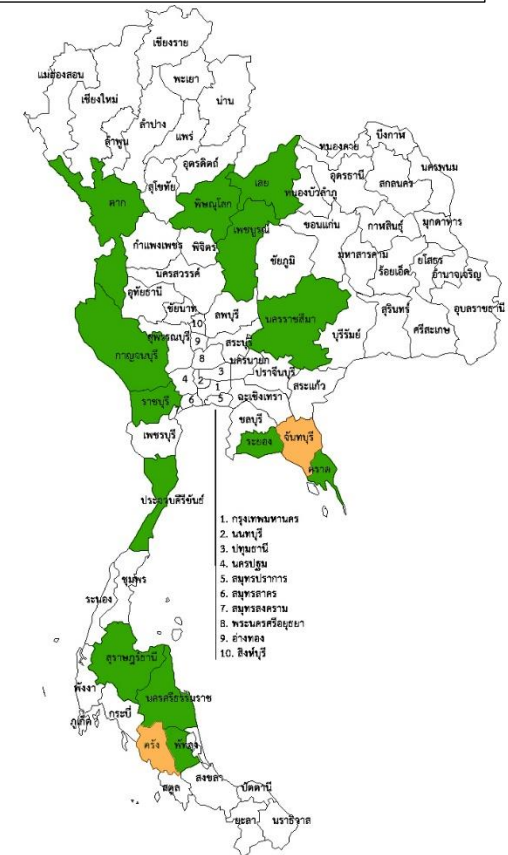 เชียงราย
แม่ฮ่องสอน
พะเยา
เชียงใหม่
น่าน
ลำปาง
ลำพูน
แพร่
บึงกาฬ
หนองคาย
อุตรดิตถ์
เลย
อุดรธานี
นครพนม
สุโขทัย
สกลนคร
หนองบัวลำภู
ตาก
พิษณุโลก
เพชรบูรณ์
ขอนแก่น
กาฬสินธุ์
มุกดาหาร
กำแพงเพชร
พิจิตร
ชัยภูมิ
มหาสารคาม
ร้อยเอ็ด
ยโสธร
อำนาจเจริญ
นครสวรรค์
อุทัยธานี
ชัยนาท
ลพบุรี
นครราชสีมา
บุรีรัมย์
สุรินทร์
ศรีสะเกษ
อุบลราชธานี
10
สุพรรณบุรี
9
สระบุรี
กาญจนบุรี
8
นครนายก
3
ปราจีนบุรี
4
2
1
สระแก้ว
ราชบุรี
6
5
ฉะเชิงเทรา
ชลบุรี
เพชรบุรี
ระยอง
จันทบุรี
ตราด
ประจวบคีรีขันธ์
1. กรุงเทพมหานคร
2. นนทบุรี
3. ปทุมธานี
4. นครปฐม
5. สมุทรปราการ
6. สมุทรสาคร
7. สมุทรสงคราม
8. พระนครศรีอยุธยา
9. อ่างทอง
10. สิงห์บุรี
ชุมพร
ระนอง
สุราษฎร์ธานี
พังงา
นครศรีธรรมราช
กระบี่
ภูเก็ต
ตรัง
พัทลุง
สงขลา
สตูล
ปัตตานี
ยะลา
นราธิวาส